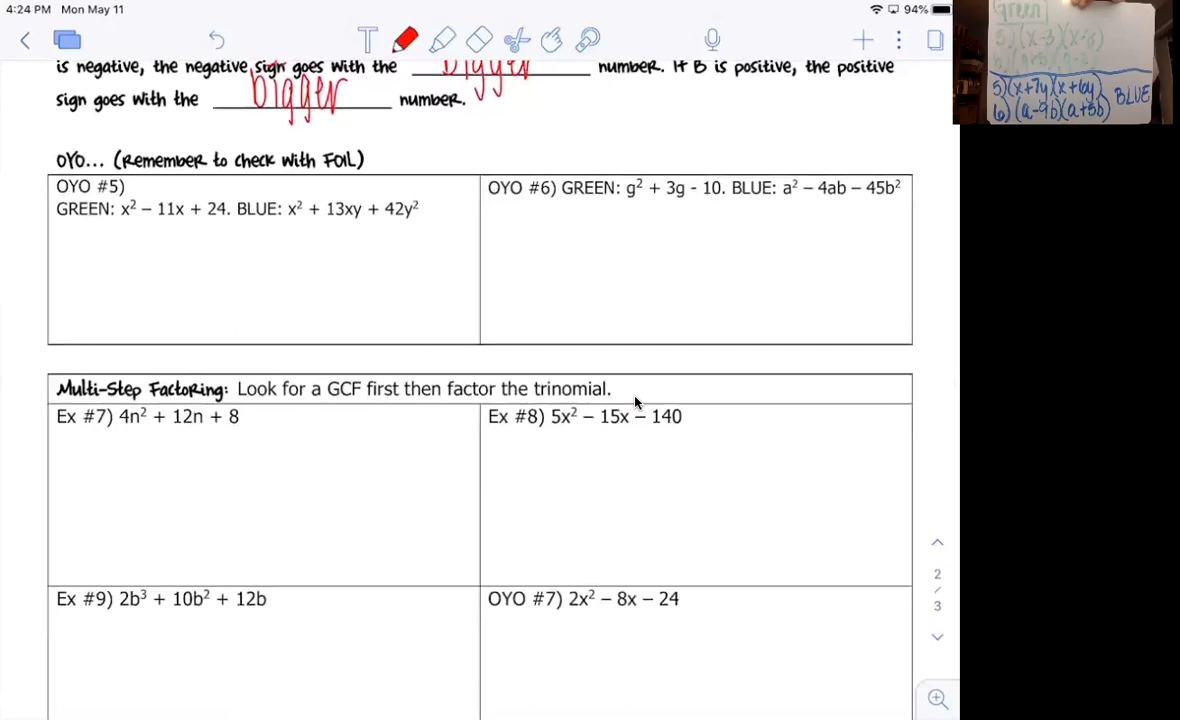 4:24 PM Mon May 11
94%
is negative, the negative sign goes with the bigger number. If B is positive, the positive
sign goes with the bigger number.
OYO... (Remember to check with FOIL)
OYO #5)
GREEN: x² – 11x + 24. BLUE: x² + 13xy + 42y²
OYO #6) GREEN: g² + 3g - 10. BLUE: a² – 4ab – 45b²
Multi-Step Factoring: Look for a GCF first then factor the trinomial.
Ex #7) 4n² + 12n + 8
Ex #8) 5x² – 15x – 140
Ex #9) 2b³ + 10b² + 12b
OYO #7) 2x² – 8x – 24
2
/
3
T
Green
5.) (x-3)(x-8)
5) (x+7y)(x+6y)
BLUE
6) (a-9b)(a+5b)